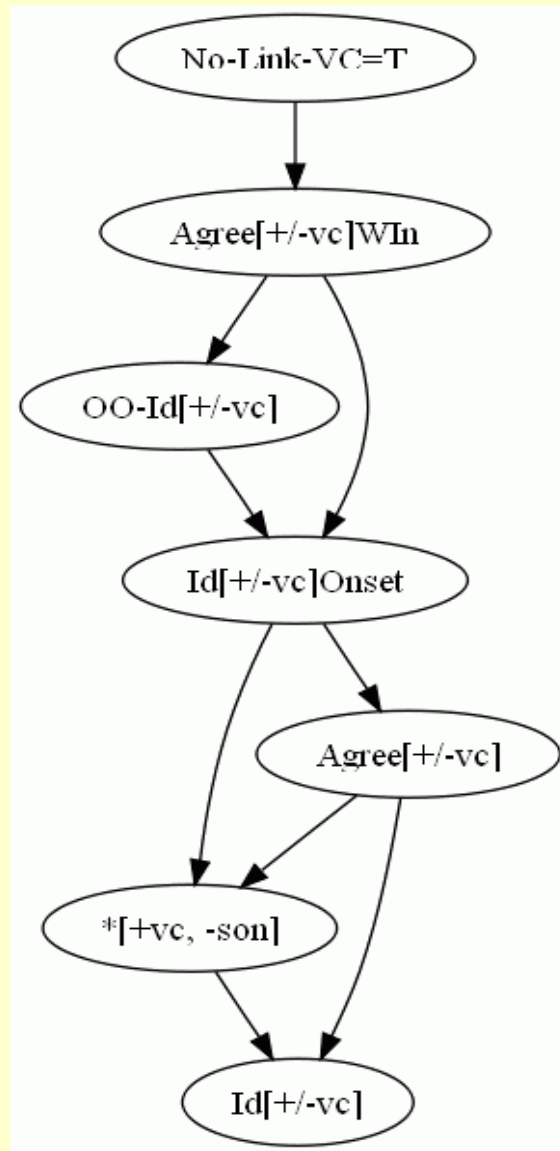 No-Link-VC=T
Agree[+/-vc]WIn
OO-Id[+/-vc]
Id[+/-vc]Onset
Agree[+/-vc]
*[+vc, -son]
Id[+/-vc]